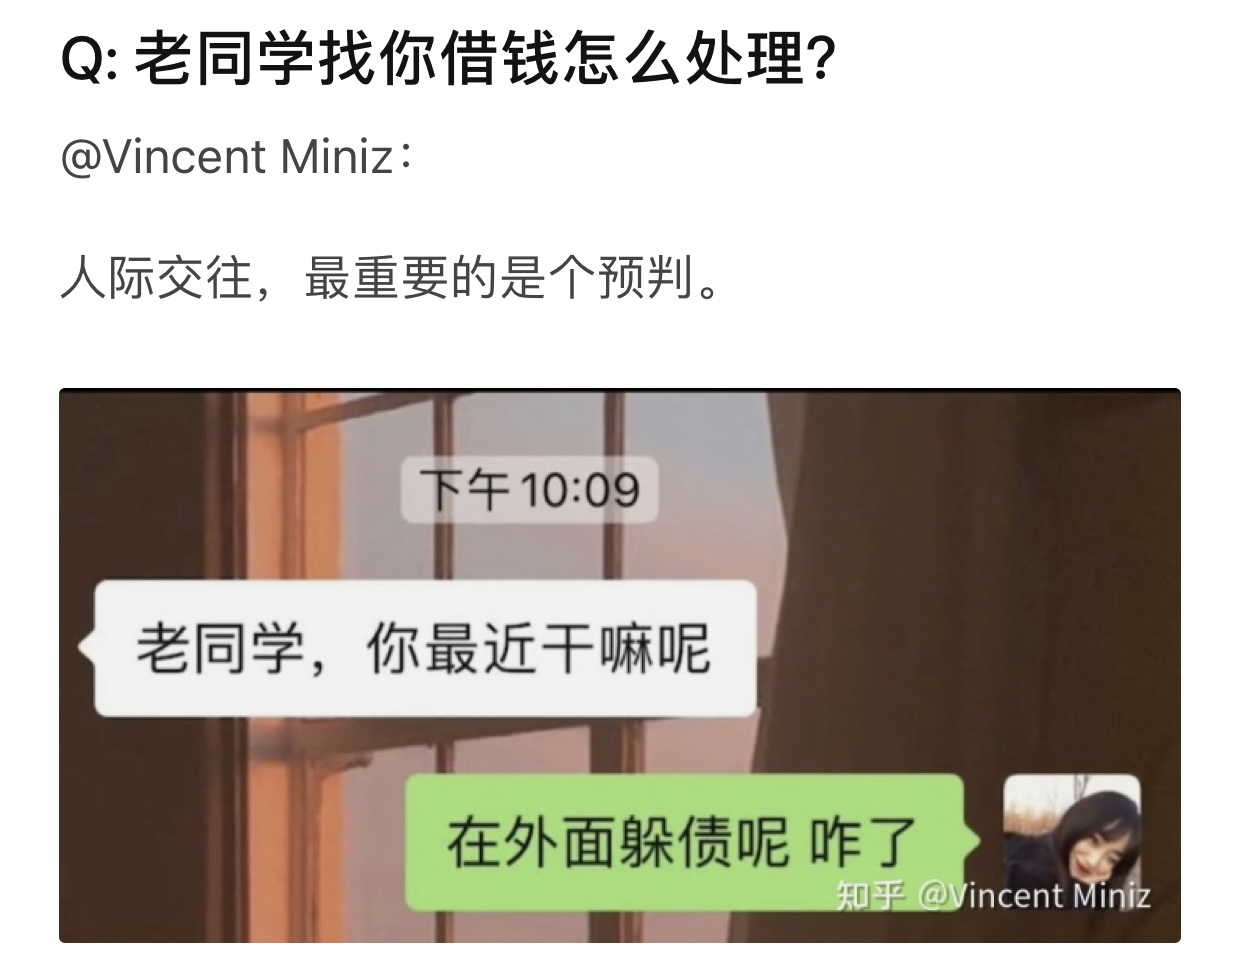 Q: 老同学找你借钱怎么处理?
@Vincent Miniz：
人际交往，最重要的是个预判。
下午10:09
老同学，你最近干嘛呢
在外面躲债呢 咋了
知乎 @Vincent Miniz